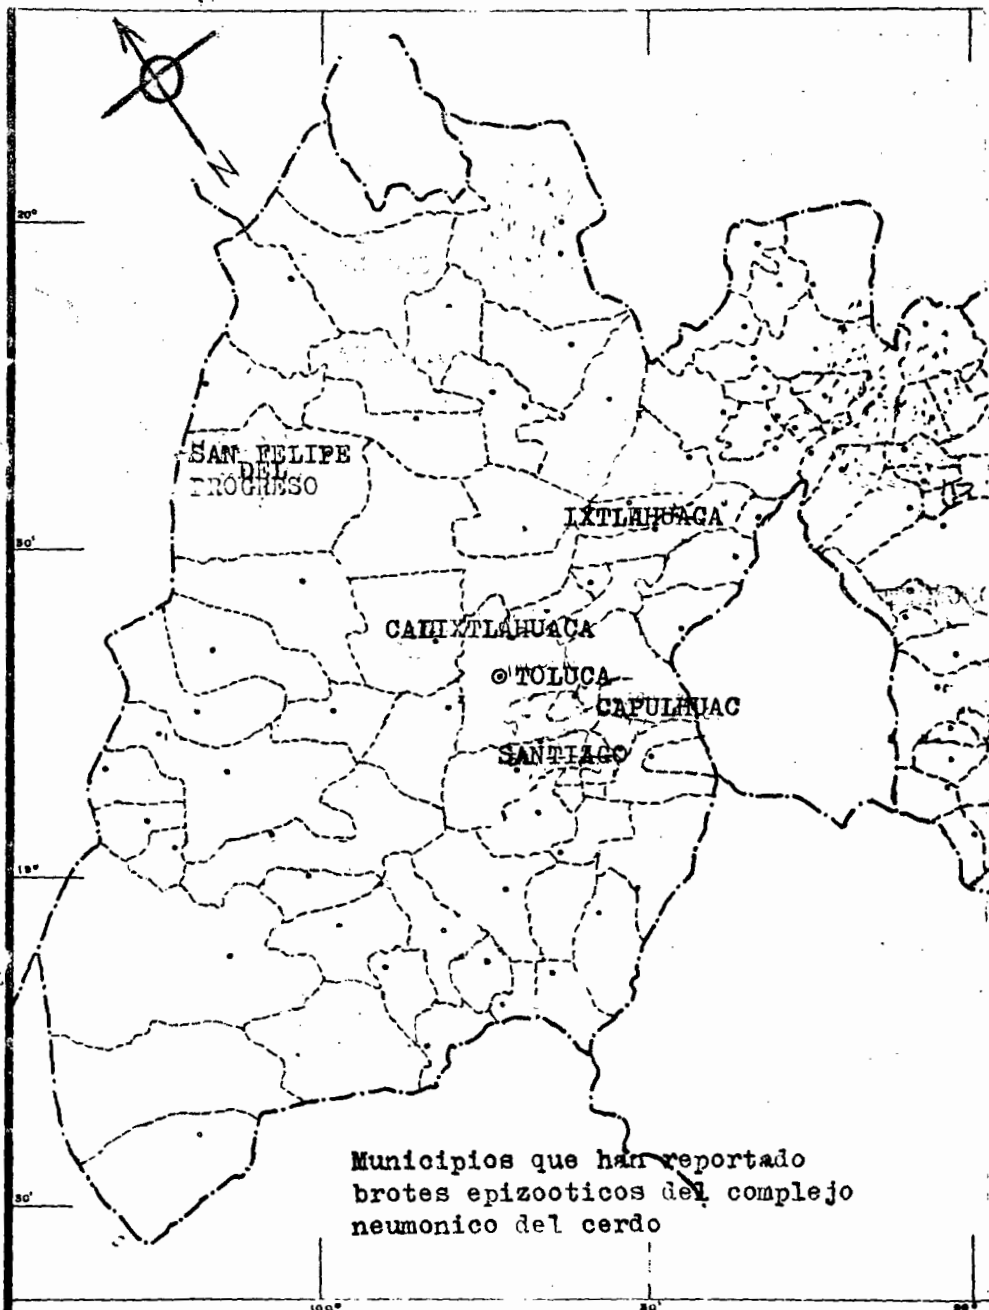 N
20°
SAN FELIPE
DEL
PROGRESO
IXTLAHUACA
30'
CALIXTLAHUACA
TOLUCA
CAPULHUAC
SANTIAGO
19°
Municipios que han reportado
brotes epizooticos del complejo
neumonico del cerdo
30'
100°
30'